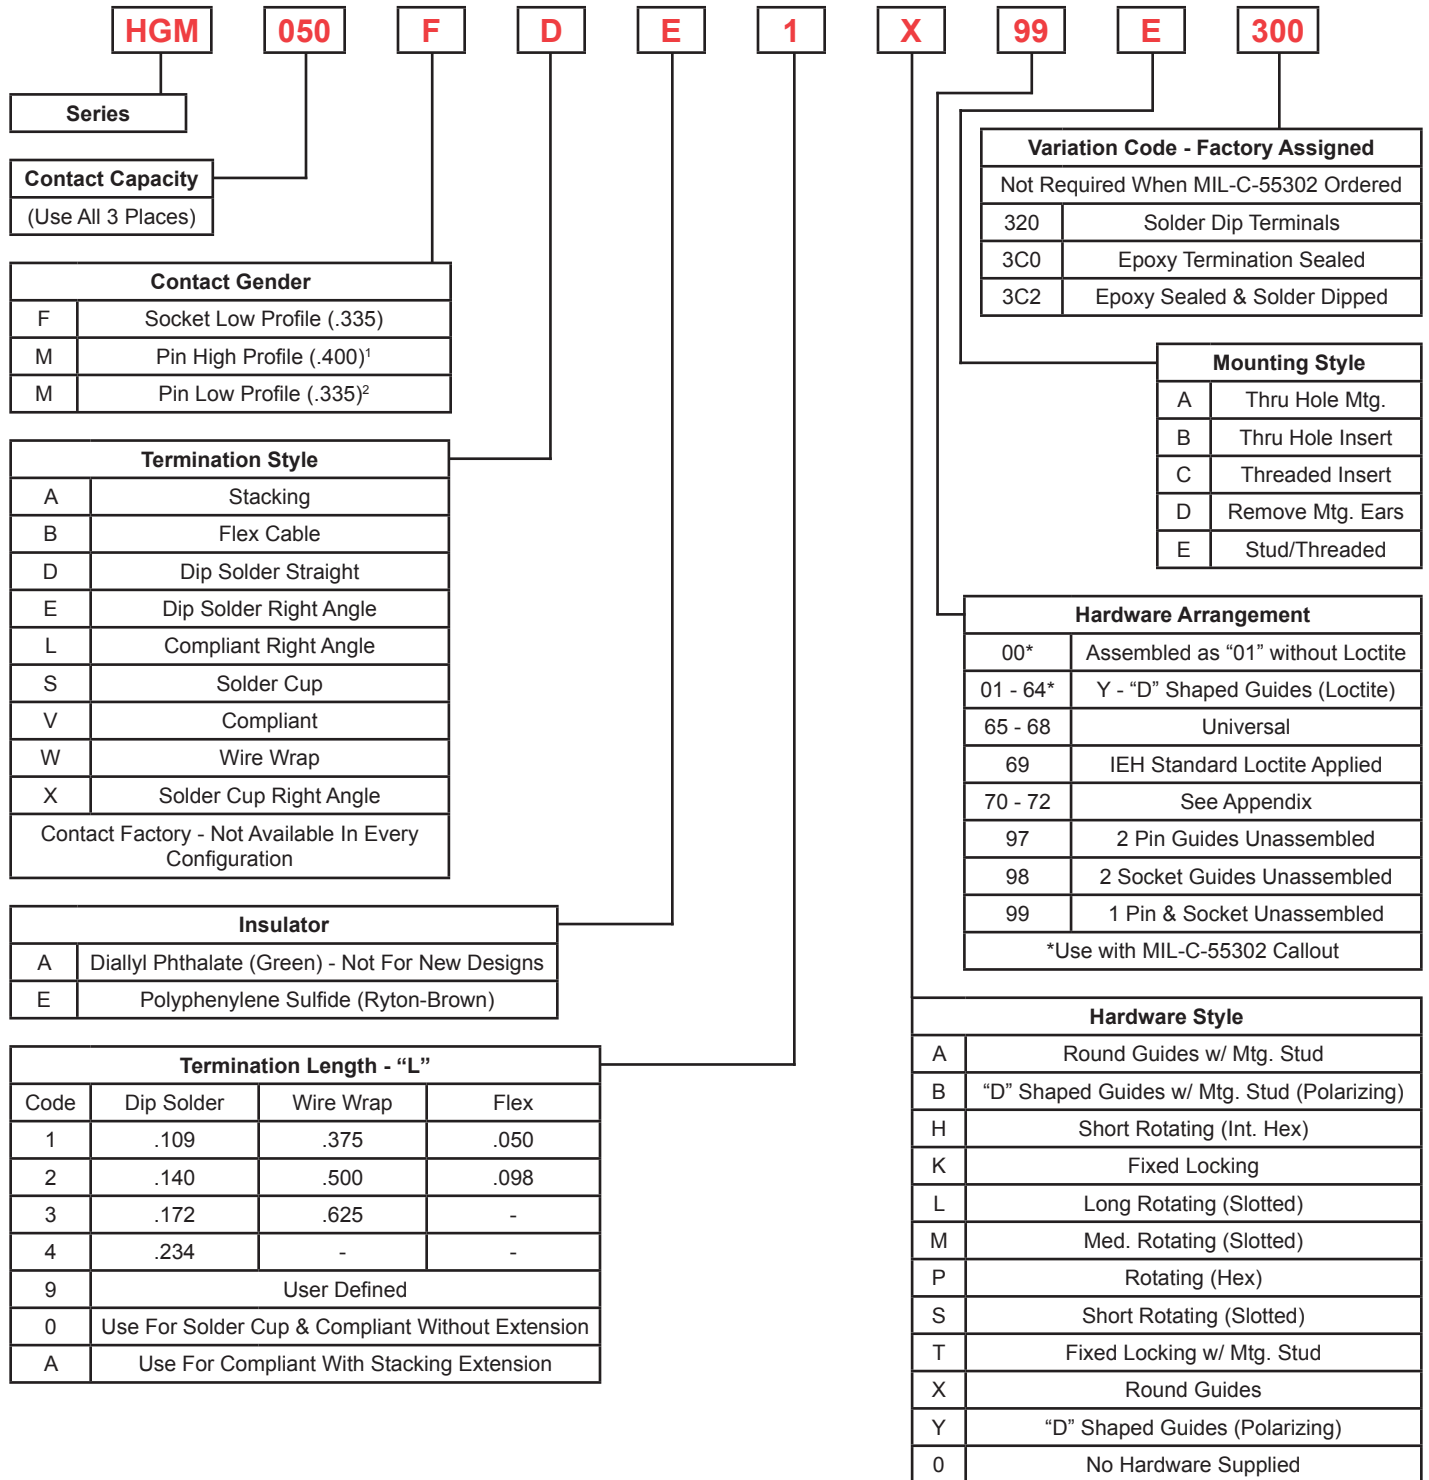 HGM 050 F D E 1 X 99 E 300
Series
Contact Capacity
(Use All 3 Places)
Contact Gender
F Socket Low Profile (.335)
M Pin High Profile (.400)¹
M Pin Low Profile (.335)²
Termination Style
A Stacking
B Flex Cable
D Dip Solder Straight
E Dip Solder Right Angle
L Compliant Right Angle
S Solder Cup
V Compliant
W Wire Wrap
X Solder Cup Right Angle
Contact Factory - Not Available In Every
Configuration
Insulator
A Diallyl Phthalate (Green) - Not For New Designs
E Polyphenylene Sulfide (Ryton-Brown)
Termination Length - “L”
Code Dip Solder Wire Wrap Flex
1 .109 .375 .050
2 .140 .500 .098
3 .172 .625 -
4 .234 - -
9 User Defined
0 Use For Solder Cup & Compliant Without Extension
A Use For Compliant With Stacking Extension
Variation Code - Factory Assigned
Not Required When MIL-C-55302 Ordered
320 Solder Dip Terminals
3C0 Epoxy Termination Sealed
3C2 Epoxy Sealed & Solder Dipped
Mounting Style
A Thru Hole Mtg.
B Thru Hole Insert
C Threaded Insert
D Remove Mtg. Ears
E Stud/Threaded
Hardware Arrangement
00* Assembled as “01” without Loctite
01 - 64* Y - “D” Shaped Guides (Loctite)
65 - 68 Universal
69 IEH Standard Loctite Applied
70 - 72 See Appendix
97 2 Pin Guides Unassembled
98 2 Socket Guides Unassembled
99 1 Pin & Socket Unassembled
*Use with MIL-C-55302 Callout
Hardware Style
A Round Guides w/ Mtg. Stud
B “D” Shaped Guides w/ Mtg. Stud (Polarizing)
H Short Rotating (Int. Hex)
K Fixed Locking
L Long Rotating (Slotted)
M Med. Rotating (Slotted)
P Rotating (Hex)
S Short Rotating (Slotted)
T Fixed Locking w/ Mtg. Stud
X Round Guides
Y “D” Shaped Guides (Polarizing)
0 No Hardware Supplied